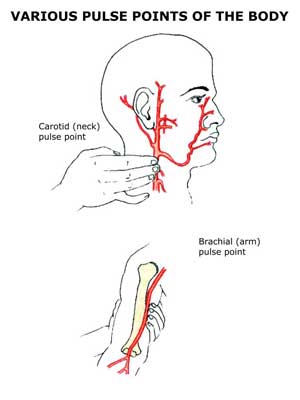 VARIOUS PULSE POINTS OF THE BODY
Carotid (neck)
pulse point
Brachial (arm)
pulse point